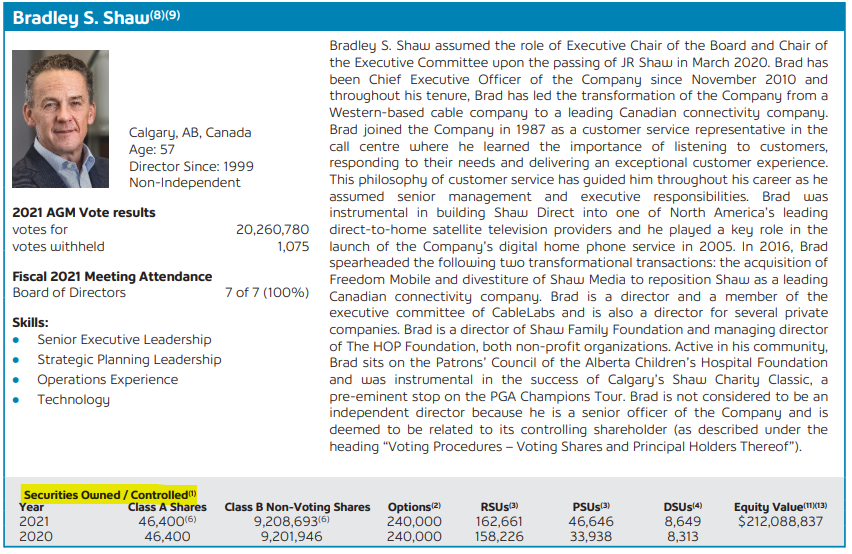 Bradley S. Shaw(8)(9)
Calgary, AB, Canada
Age: 57
Director Since: 1999
Non-Independent
2021 AGM Vote results
votes for 20,260,780
votes withheld 1,075
Fiscal 2021 Meeting Attendance
Board of Directors 7 of 7 (100%)
Skills:
• Senior Executive Leadership
• Strategic Planning Leadership
• Operations Experience
• Technology
Bradley S. Shaw assumed the role of Executive Chair of the Board and Chair of
the Executive Committee upon the passing of JR Shaw in March 2020. Brad has
been Chief Executive Officer of the Company since November 2010 and
throughout his tenure, Brad has led the transformation of the Company from a
Western-based cable company to a leading Canadian connectivity company.
Brad joined the Company in 1987 as a customer service representative in the
call centre where he learned the importance of listening to customers,
responding to their needs and delivering an exceptional customer experience.
This philosophy of customer service has guided him throughout his career as he
assumed senior management and executive responsibilities. Brad was
instrumental in building Shaw Direct into one of North America's leading
direct-to-home satellite television providers and he played a key role in the
launch of the Company's digital home phone service in 2005. In 2016, Brad
spearheaded the following two transformational transactions: the acquisition of
Freedom Mobile and divestiture of Shaw Media to reposition Shaw as a leading
Canadian connectivity company. Brad is a director and a member of the
executive committee of CableLabs and is also a director for several private
companies. Brad is a director of Shaw Family Foundation and managing director
of The HOP Foundation, both non-profit organizations. Active in his community,
Brad sits on the Patrons' Council of the Alberta Children's Hospital Foundation
and was instrumental in the success of Calgary's Shaw Charity Classic, a
pre-eminent stop on the PGA Champions Tour. Brad is not considered to be an
independent director because he is a senior officer of the Company and is
deemed to be related to its controlling shareholder (as described under the
heading "Voting Procedures – Voting Shares and Principal Holders Thereof").
Securities Owned / Controlled(1)
Year Class A Shares Class B Non-Voting Shares Options(2) RSUs(3) PSUs(3) DSUs(4) Equity Value(11)(13)
2021 46,400(6) 9,208,693(6) 240,000 162,661 46,646 8,649 $212,088,837
2020 46,400 9,201,946 240,000 158,226 33,938 8,313